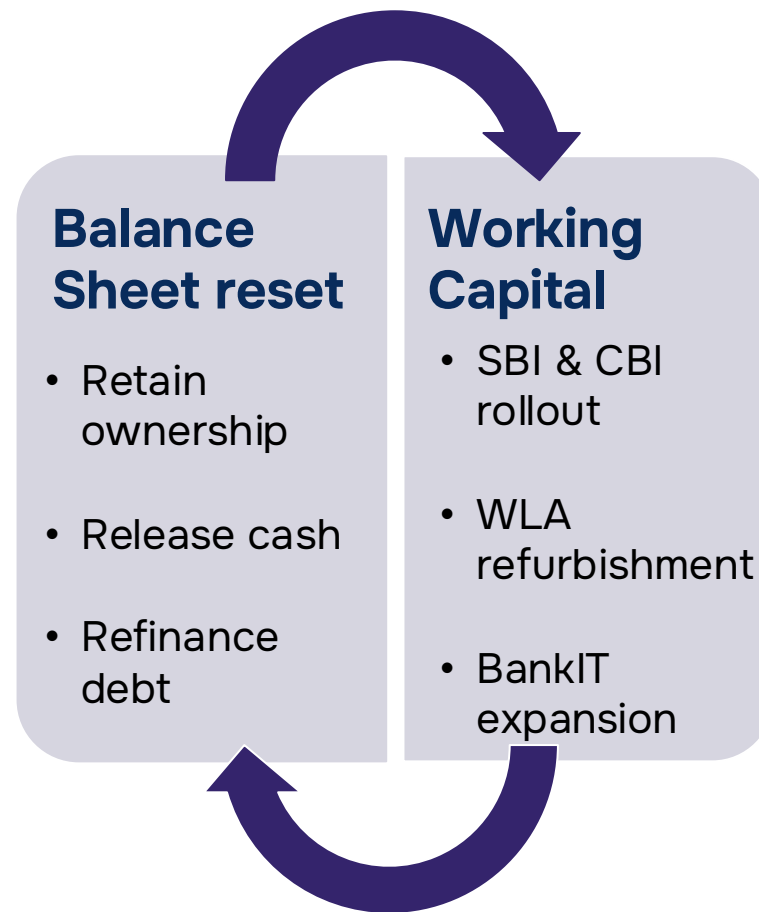 Balance
Sheet reset
• Retain
ownership
• Release cash
• Refinance
debt
Working
Capital
• SBI & CBI
rollout
• WLA
refurbishment
• BankIT
expansion